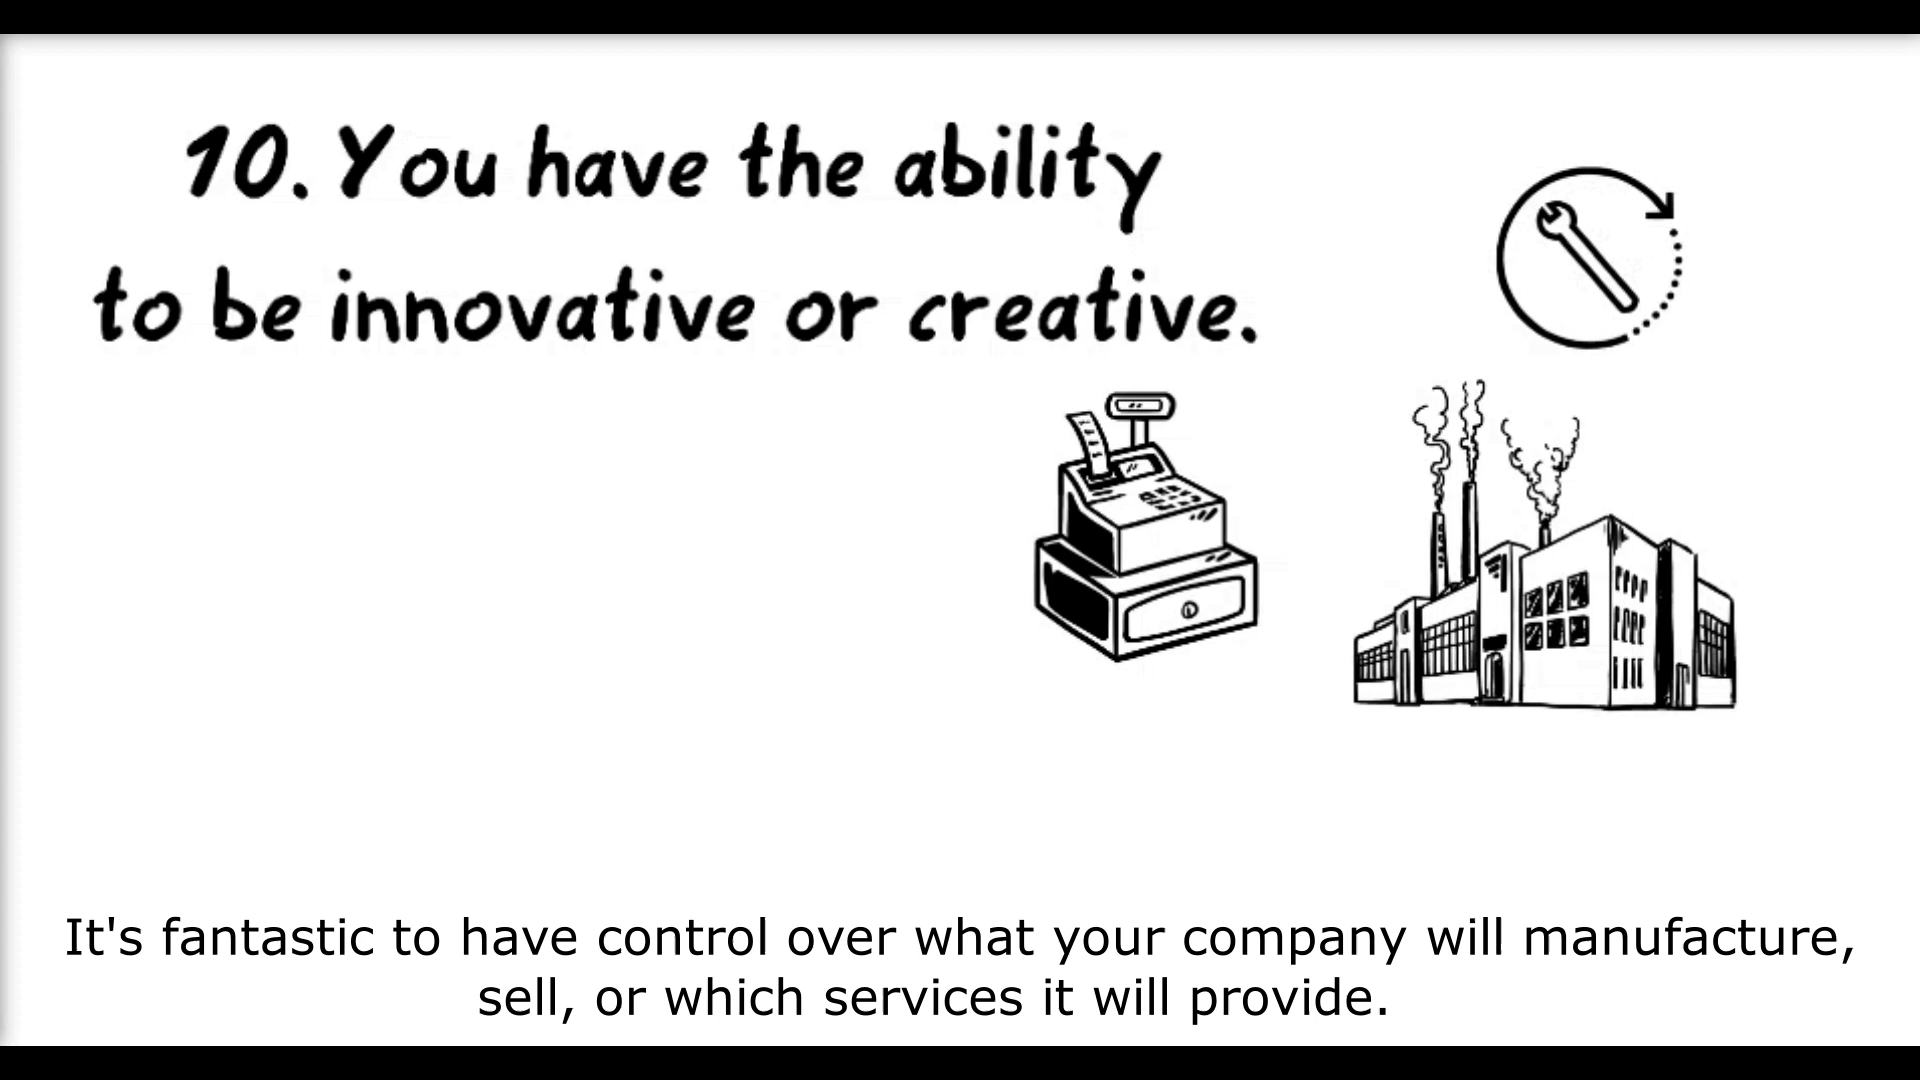 10. You have the ability
to be innovative or creative.
It's fantastic to have control over what your company will manufacture,
sell, or which services it will provide.